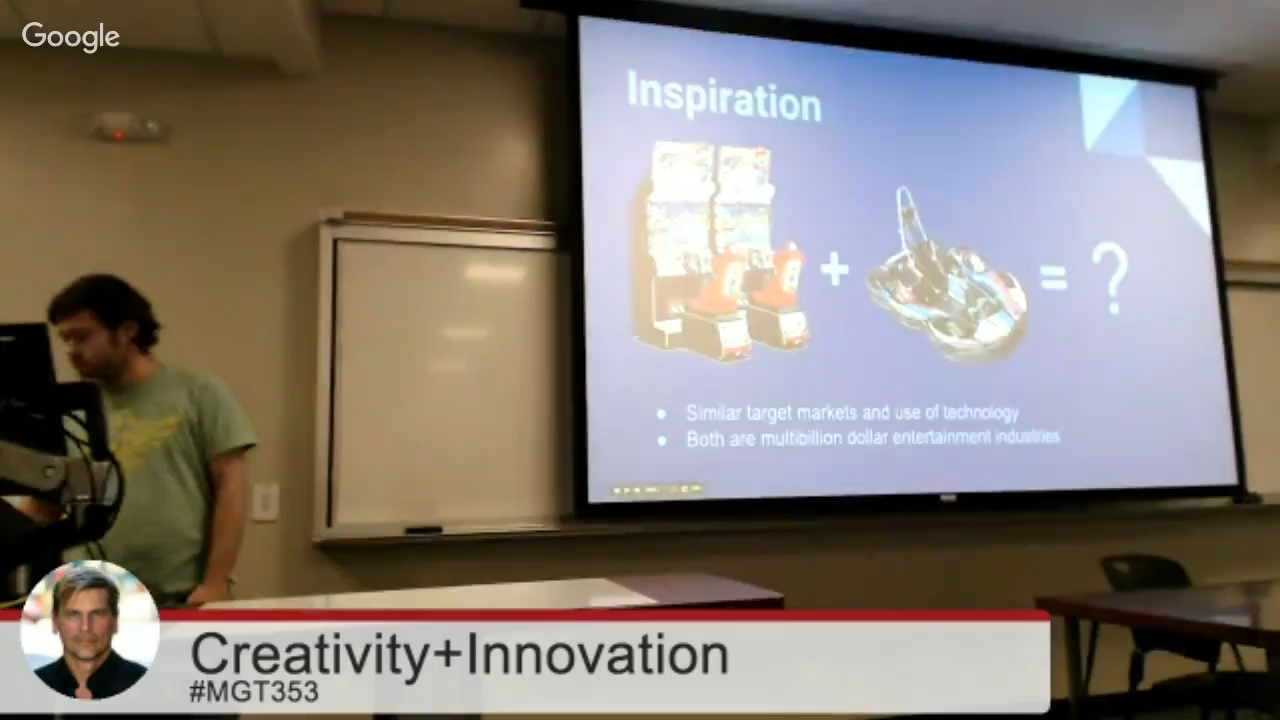 Google
Inspiration
+ = ?
• Similar target markets and use of technology
• Both are multibillion dollar entertainment industries
Creativity+Innovation
#MGT353